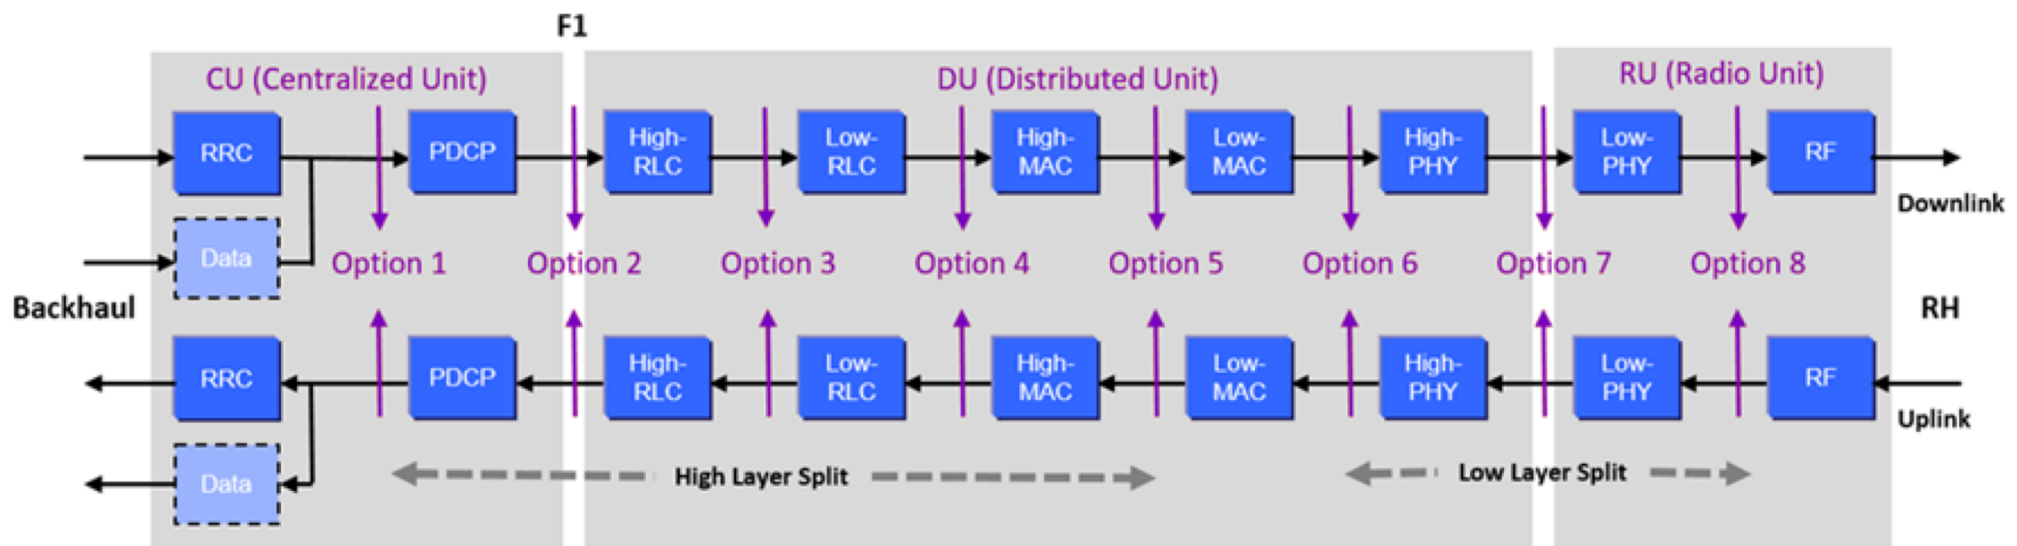 F1
CU (Centralized Unit)
DU (Distributed Unit)
RU (Radio Unit)
RRC
PDCP
High-
RLC
Low-
RLC
High-
MAC
Low-
MAC
High-
PHY
Low-
PHY
RF
Downlink
Data
Option 1
Option 2
Option 3
Option 4
Option 5
Option 6
Option 7
Option 8
Backhaul
RH
RRC
PDCP
High-
RLC
Low-
RLC
High-
MAC
Low-
MAC
High-
PHY
Low-
PHY
RF
Uplink
Data
High Layer Split
Low Layer Split